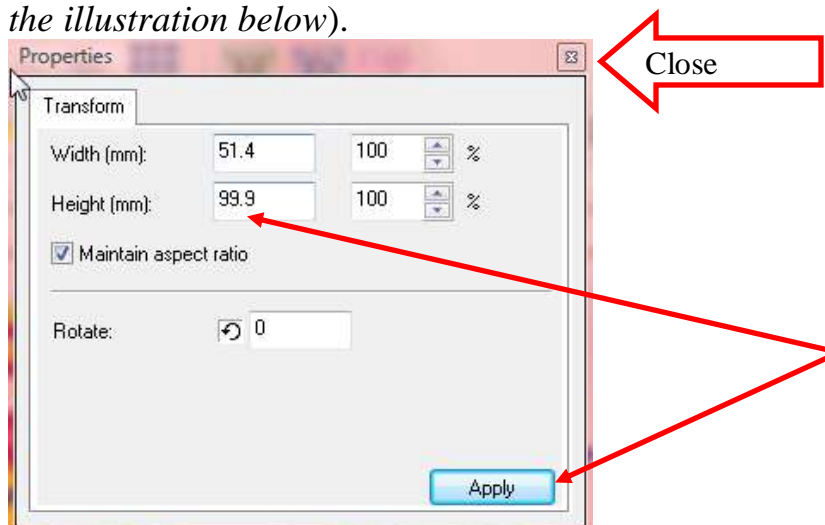 the illustration below).
Properties
Close
Transform
Width (mm): 51.4 100 %
Height (mm): 99.9 100 %
Maintain aspect ratio
Rotate: 0
Apply